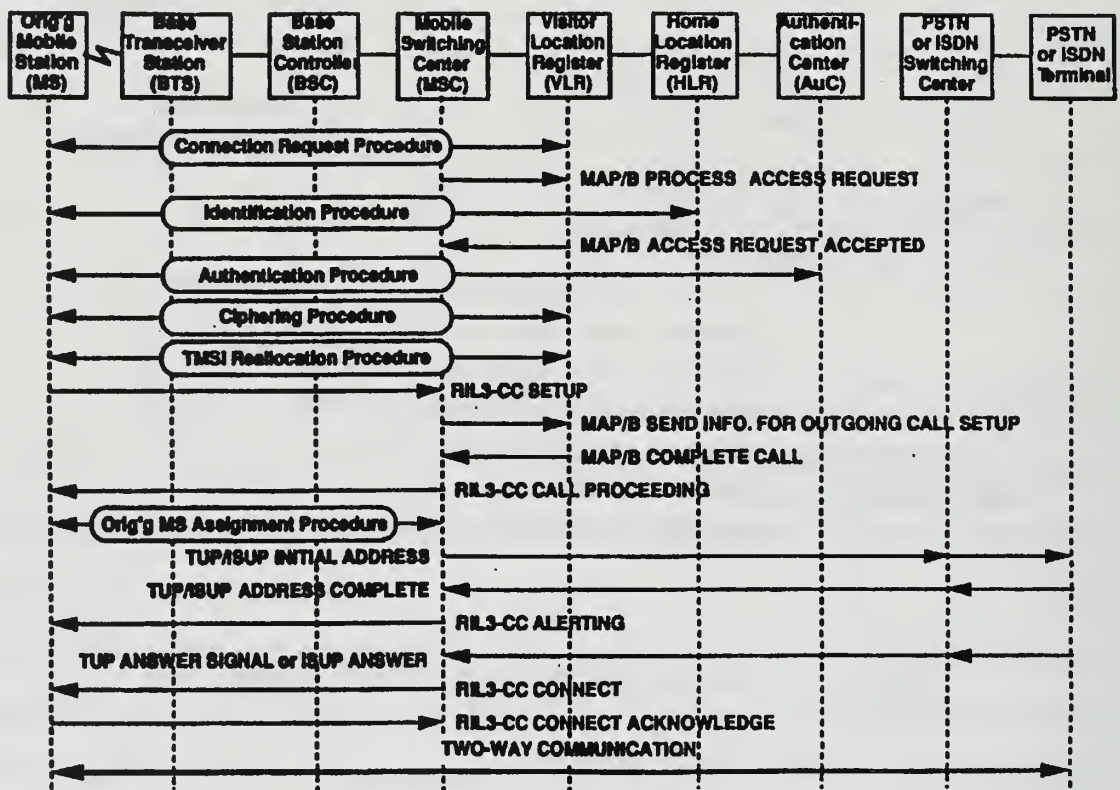 Orig'g
Mobile
Station
(MS)
Base
Transceiver
Station
(BTS)
Base
Station
Controller
(BSC)
Mobile
Switching
Center
(MSC)
Visitor
Location
Register
(VLR)
Home
Location
Register
(HLR)
Authenti-
cation
Center
(AuC)
PSTN
or ISDN
Switching
Center
PSTN
or ISDN
Terminal
Connection Request Procedure
MAP/B PROCESS ACCESS REQUEST
Identification Procedure
MAP/B ACCESS REQUEST ACCEPTED
Authentication Procedure
Ciphering Procedure
TMSI Reallocation Procedure
RIL3-CC SETUP
MAP/B SEND INFO. FOR OUTGOING CALL SETUP
MAP/B COMPLETE CALL
RIL3-CC CALL PROCEEDING
Orig'g MS Assignment Procedure
TUP/ISUP INITIAL ADDRESS
TUP/ISUP ADDRESS COMPLETE
RIL3-CC ALERTING
TUP ANSWER SIGNAL or ISUP ANSWER
RIL3-CC CONNECT
RIL3-CC CONNECT ACKNOWLEDGE
TWO-WAY COMMUNICATION